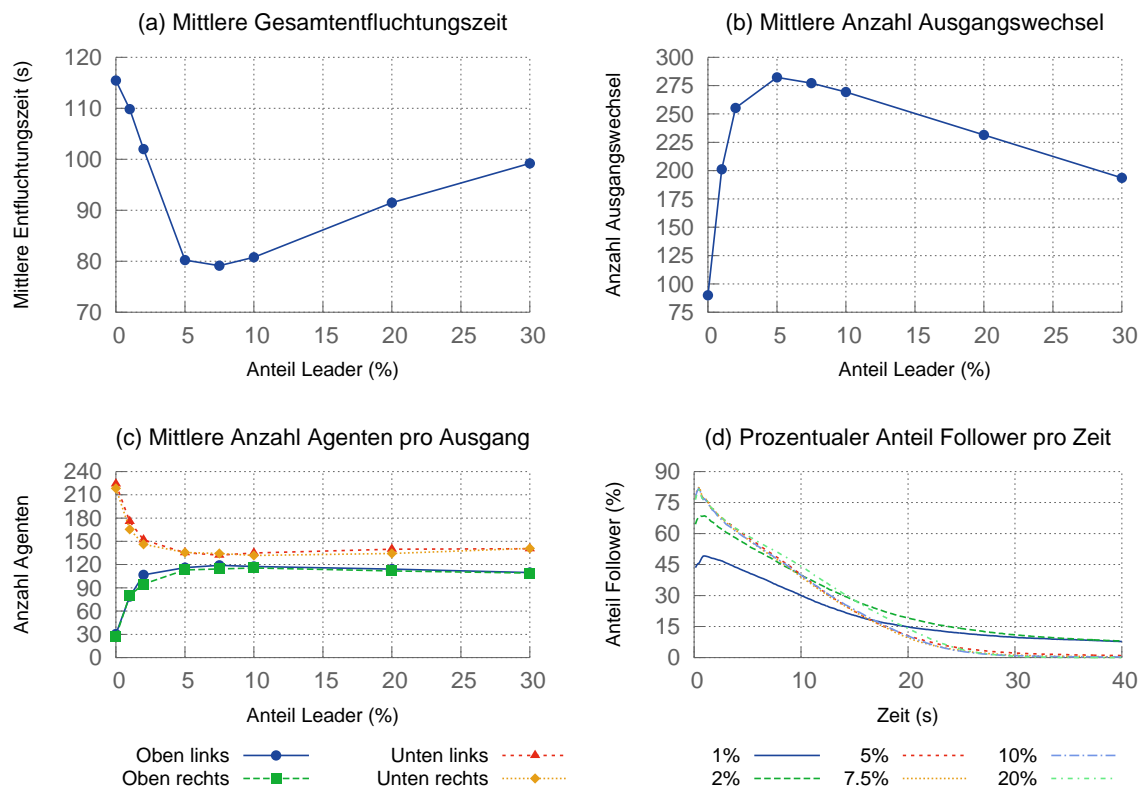 (a) Mittlere Gesamtentfluchtungszeit
Mittlere Entfluchtungszeit (s)
120
110
100
90
80
70
0 5 10 15 20 25 30
Anteil Leader (%)
(b) Mittlere Anzahl Ausgangswechsel
Anzahl Ausgangswechsel
300
275
250
225
200
175
150
125
100
75
0 5 10 15 20 25 30
Anteil Leader (%)
(c) Mittlere Anzahl Agenten pro Ausgang
Anzahl Agenten
240
210
180
150
120
90
60
30
0
0 5 10 15 20 25 30
Anteil Leader (%)
Oben links Unten links
Oben rechts Unten rechts
(d) Prozentualer Anteil Follower pro Zeit
Anteil Follower (%)
90
75
60
45
30
15
0
0 10 20 30 40
Zeit (s)
1% 5% 10%
2% 7.5% 20%